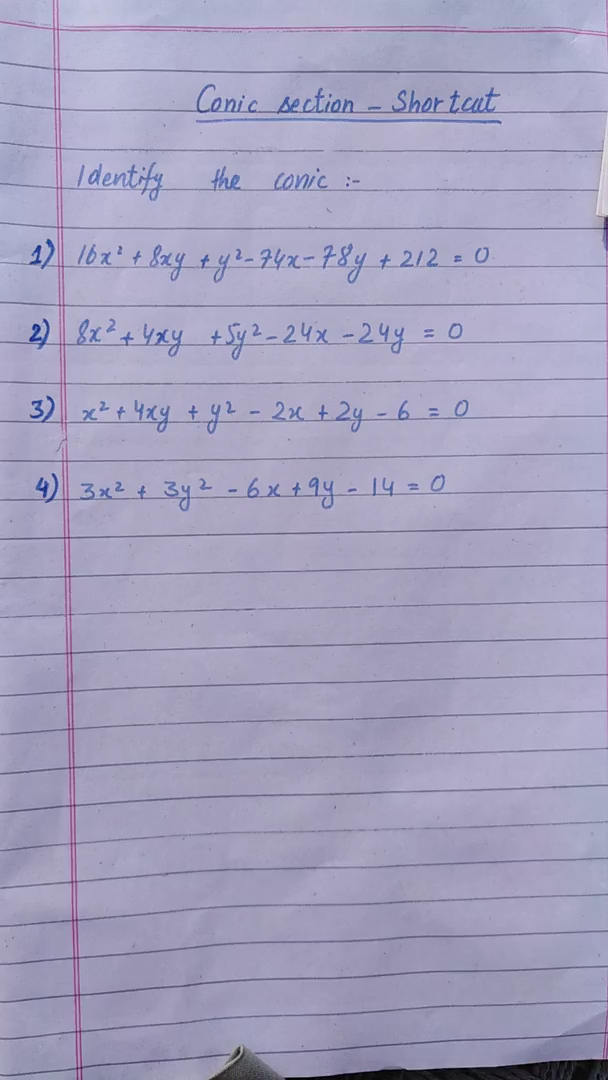 Conic section - Shortcut
Identify the conic :-
1) 16x² + 8xy + y² - 74x - 78y + 212 = 0
2) 8x² + 4xy + 5y² - 24x - 24y = 0
3) x² + 4xy + y² - 2x + 2y - 6 = 0
4) 3x² + 3y² - 6x + 9y - 14 = 0